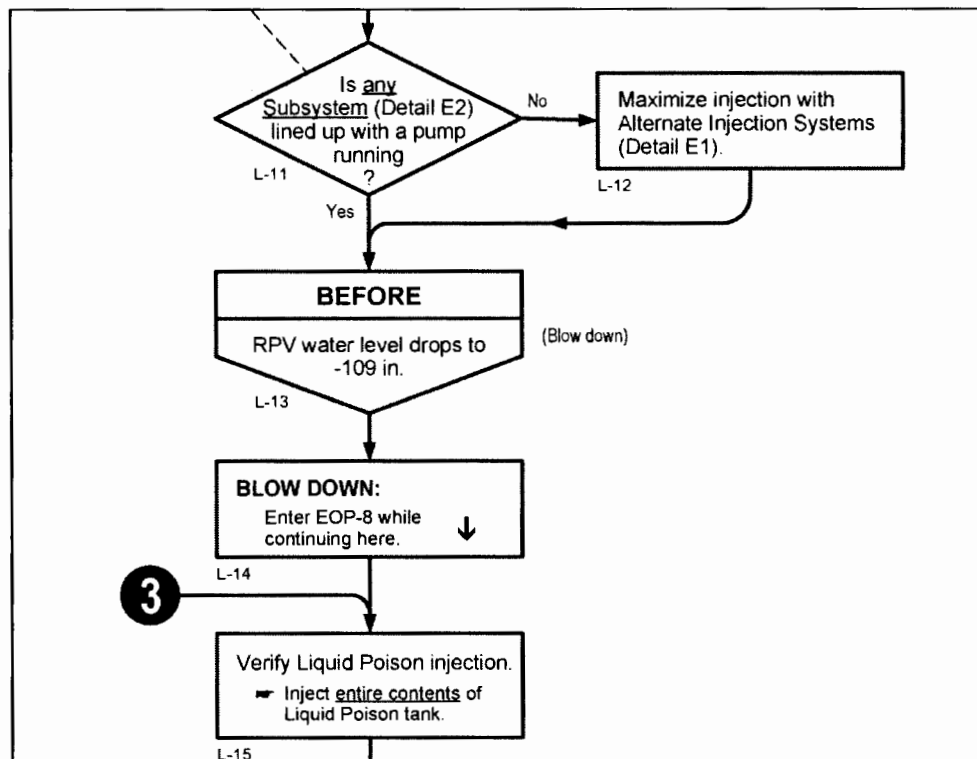 Is any
Subsystem (Detail E2)
lined up with a pump
running
?
L-11
No
Maximize injection with
Alternate Injection Systems
(Detail E1).
L-12
Yes
BEFORE
RPV water level drops to
-109 in.
(Blow down)
L-13
BLOW DOWN:
Enter EOP-8 while
continuing here.
L-14
3
Verify Liquid Poison injection.
Inject entire contents of
Liquid Poison tank.
L-15